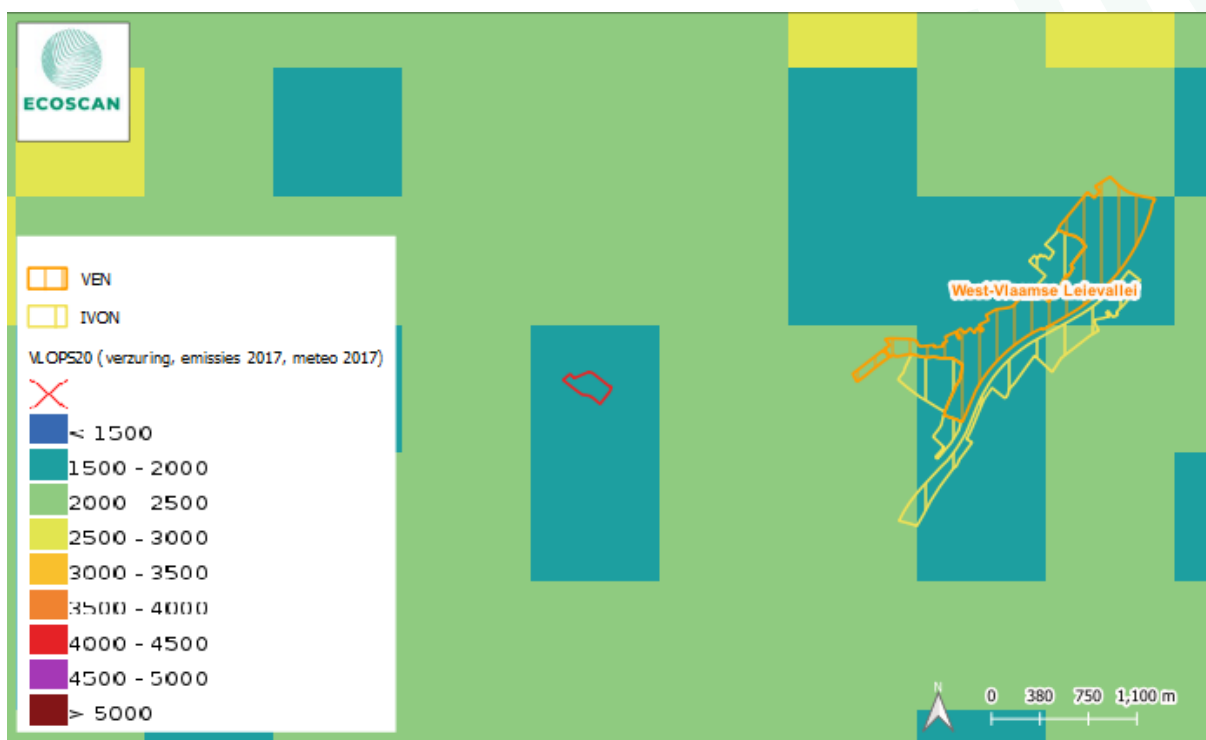 ECOSCAN
VEN
IVON
West-Vlaamse Leievallei
VLOPS20 (verzuring, emissies 2017, meteo 2017)
< 1500
1500 - 2000
2000 2500
2500 - 3000
3000 - 3500
3500 - 4000
4000 - 4500
4500 - 5000
> 5000
N
0 380 750 1,100 m